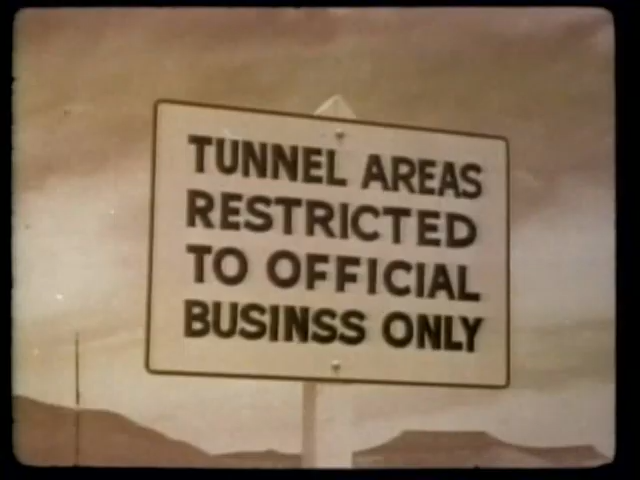 TUNNEL AREAS
RESTRICTED
TO OFFICIAL
BUSINSS ONLY